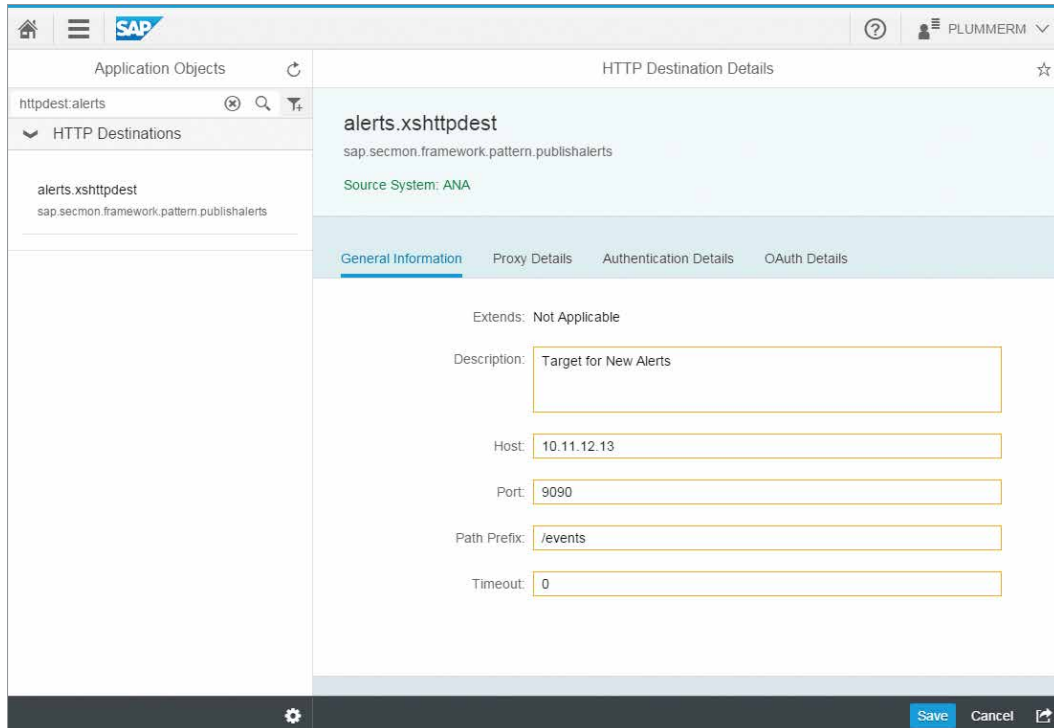 SAP
PLUMMERM
Application Objects
HTTP Destination Details
httpdest:alerts
HTTP Destinations
alerts.xshttpdest
sap.secmon.framework.pattern.publishalerts
alerts.xshttpdest
sap.secmon.framework.pattern.publishalerts
Source System: ANA
General Information Proxy Details Authentication Details OAuth Details
Extends: Not Applicable
Description: Target for New Alerts
Host: 10.11.12.13
Port: 9090
Path Prefix: /events
Timeout: 0
Save Cancel